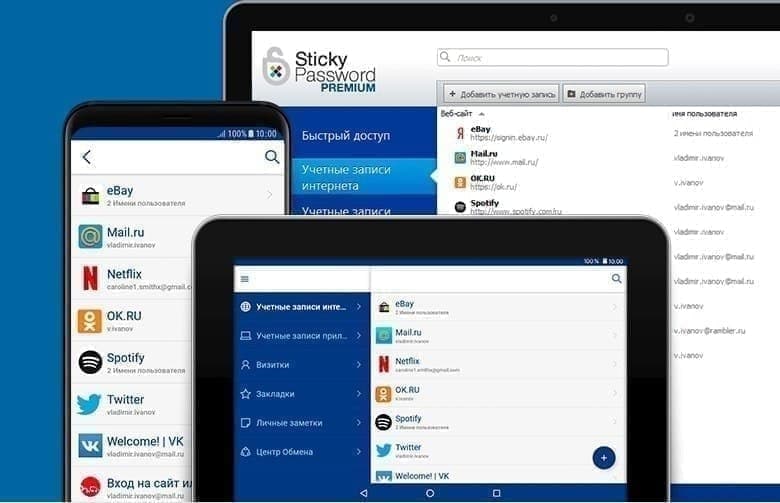 Sticky
Password
PREMIUM
Поиск
Добавить учетную запись
Добавить группу
Веб-сайт
имя пользователя
Быстрый доступ
Учетные записи
интернета
Учетные записи
eBay
https://signin.ebay.ru/
2 имени пользователя
Mail.ru
http://www.mail.ru/
vladimir.ivanov
OK.RU
https://ok.ru/
v.ivanov
Spotify
http://www.spotify.com/ru
vladimir.ivanov@mail.ru
vladimir.ivanov
vladimir.ivanov@mail.ru
vladimir.ivanov@mail.ru
v.ivanov
v.ivanov@rambler.ru
v.ivanov
100% 10:00
eBay
2 Имени пользователя
Mail.ru
vladimir.ivanov
Netflix
caroline1.smithx@gmail.c
OK.RU
v.ivanov
Spotify
2 Имени пользователя
Twitter
vladimir.ivanov
Welcome! | VK
vladimir.ivanov@mail.ru
Вход на сайт ил
vladimir.ivanov@mail.ru
100% 10:00
Учетные записи инте...
Учетные записи прил...
Визитки
Закладки
Личные заметки
Центр Обмена
eBay
2 Имени пользователя
Mail.ru
vladimir.ivanov
Netflix
caroline1.smithx@gmail.com
OK.RU
v.ivanov
Spotify
2 Имени пользователя
Twitter
vladimir.ivanov
Welcome! | VK